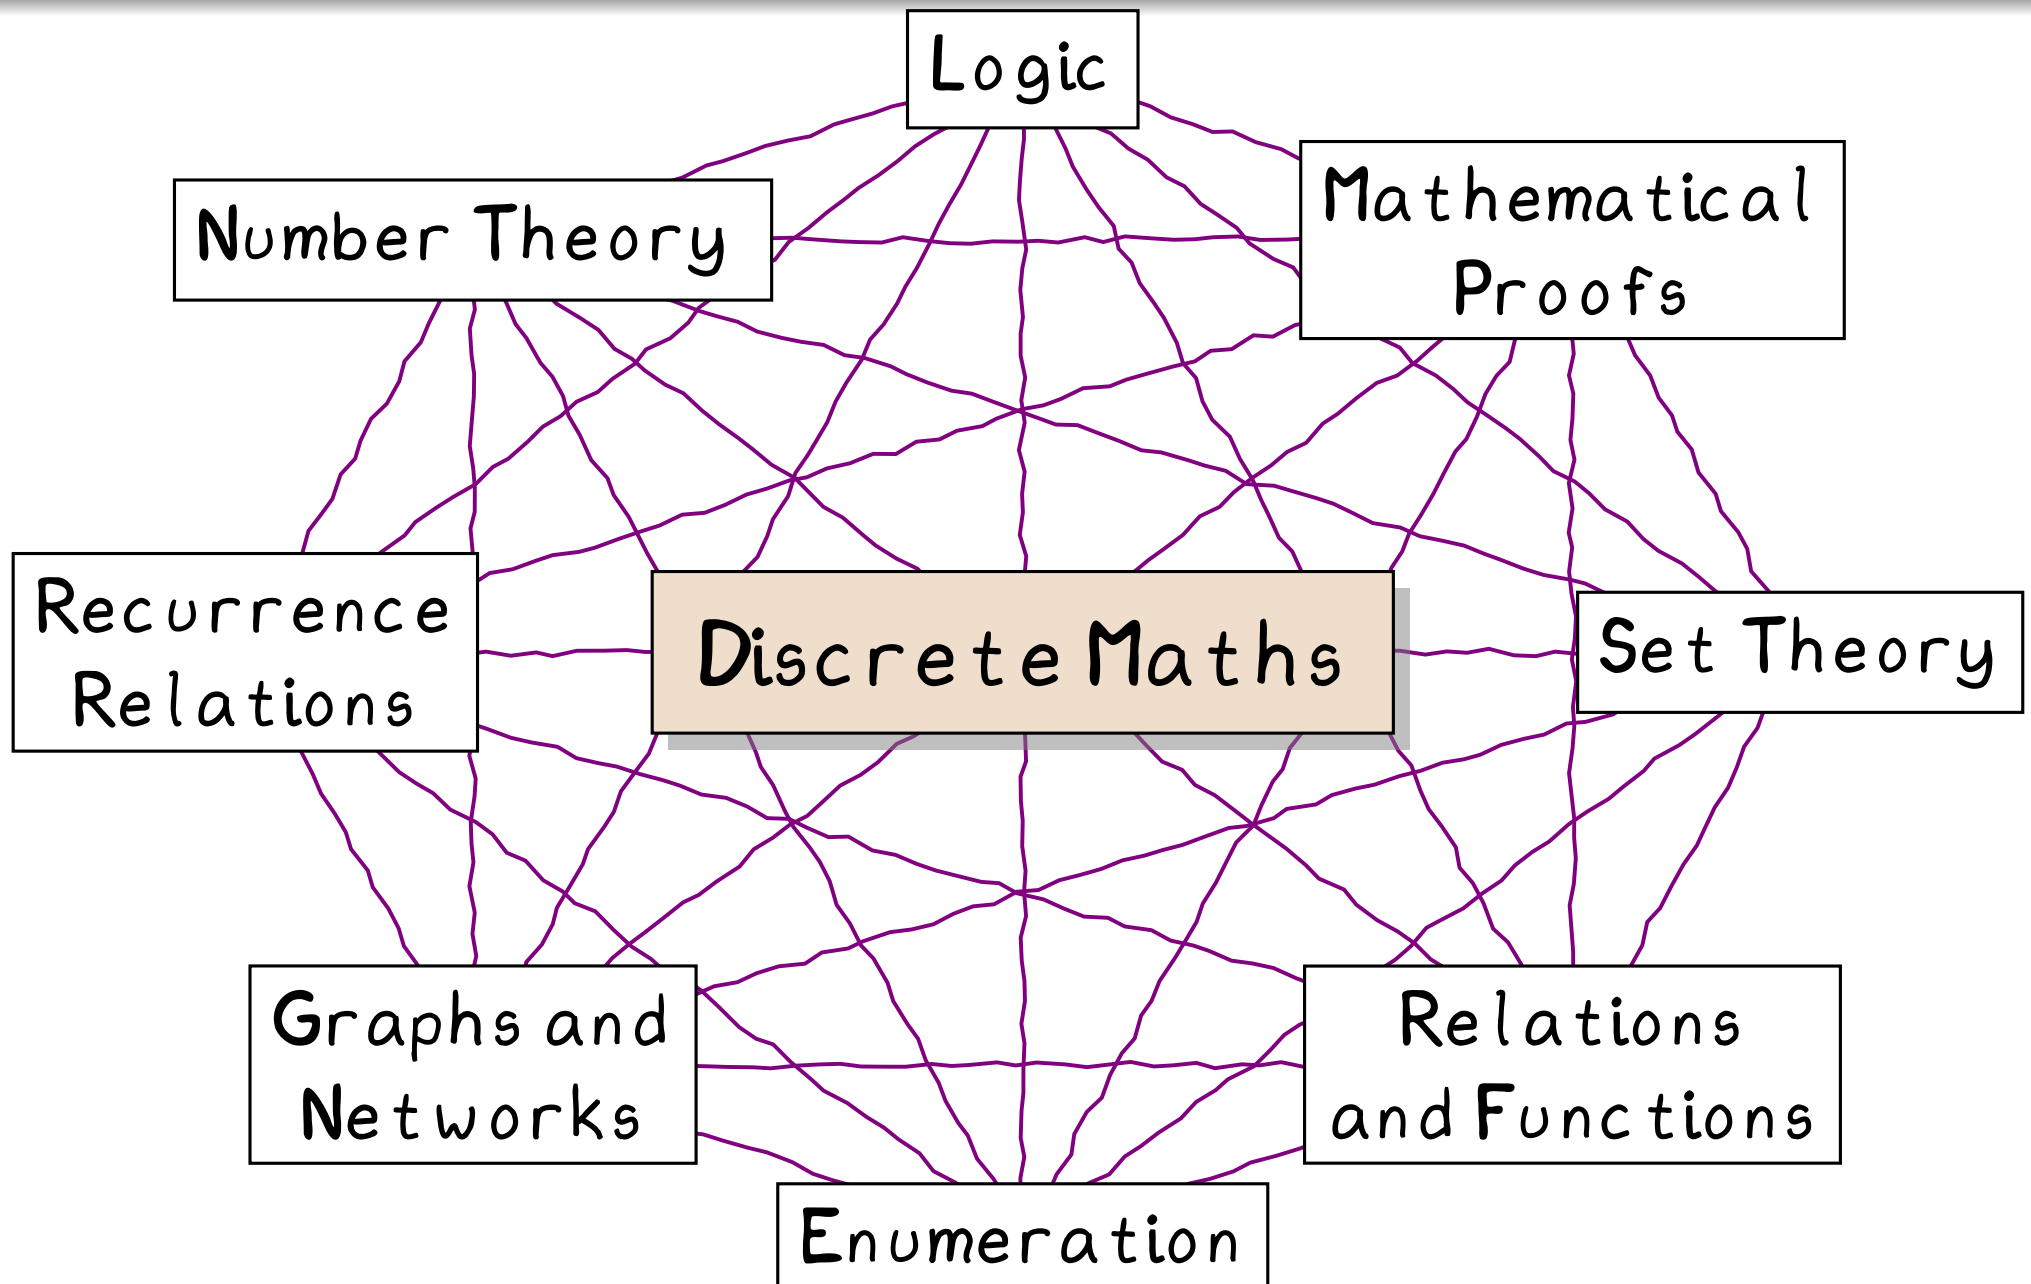 Logic
Mathematical
Proofs
Number Theory
Recurrence
Relations
Discrete Maths
Set Theory
Graphs and
Networks
Relations
and Functions
Enumeration